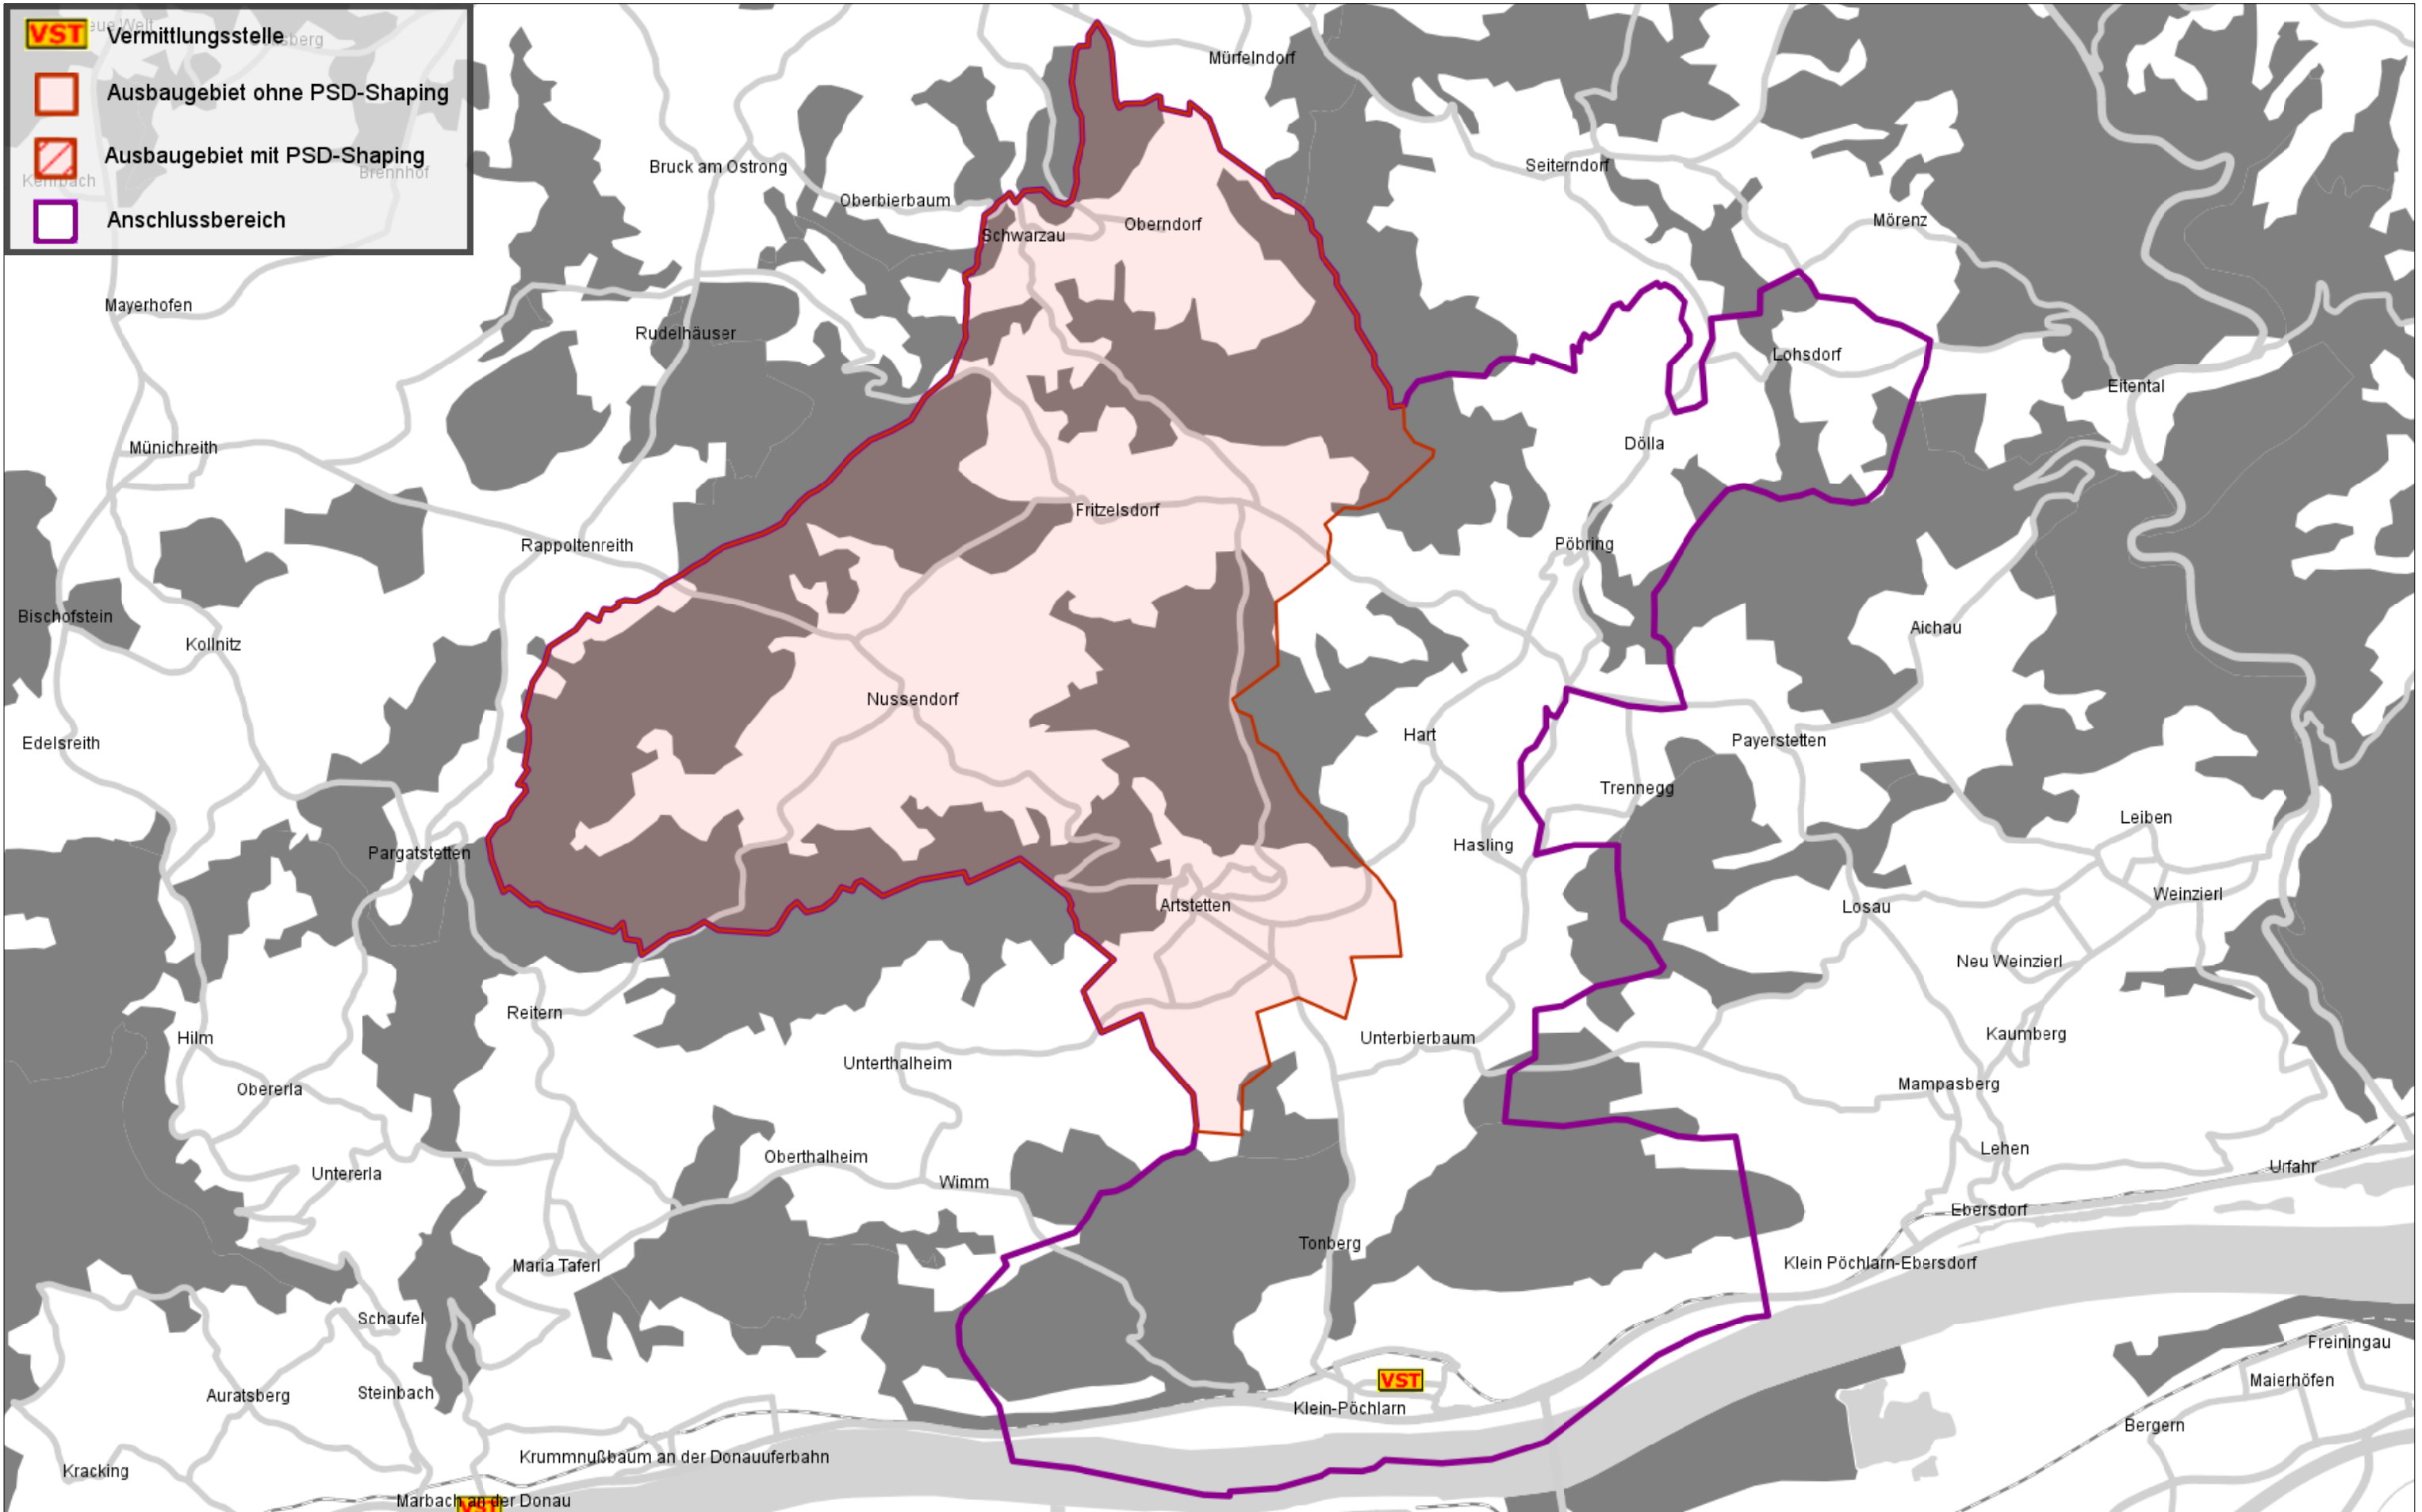 VST Vermittlungsstelle
Ausbaugebiet ohne PSD-Shaping
Ausbaugebiet mit PSD-Shaping
Anschlussbereich
Brennhof
Mürfelndorf
Bruck am Ostrong
Seiterndorf
Oberbierbaum
Schwarzau
Oberndorf
Mörenz
Mayerhofen
Rudelhäuser
Lohsdorf
Eitental
Münichreith
Dölla
Fritzelsdorf
Rappoltenreith
Pöbring
Bischofstein
Kollnitz
Aichau
Nussendorf
Edelsreith
Hart
Payerstetten
Trennegg
Leiben
Pargatstetten
Hasling
Weinzierl
Artstetten
Losau
Neu Weinzierl
Reitern
Hilm
Unterthalheim
Unterbierbaum
Kaumberg
Obererla
Mampasberg
Untererla
Oberthalheim
Wimm
Lehen
Urfahr
Ebersdorf
Maria Taferl
Tonberg
Klein Pöchlarn-Ebersdorf
Schaufel
Freiningau
Auratsberg
Steinbach
VST
Maierhöfen
Klein-Pöchlarn
Bergern
Krummnußbaum an der Donauuferbahn
Kracking
Marbach an der Donau
VST